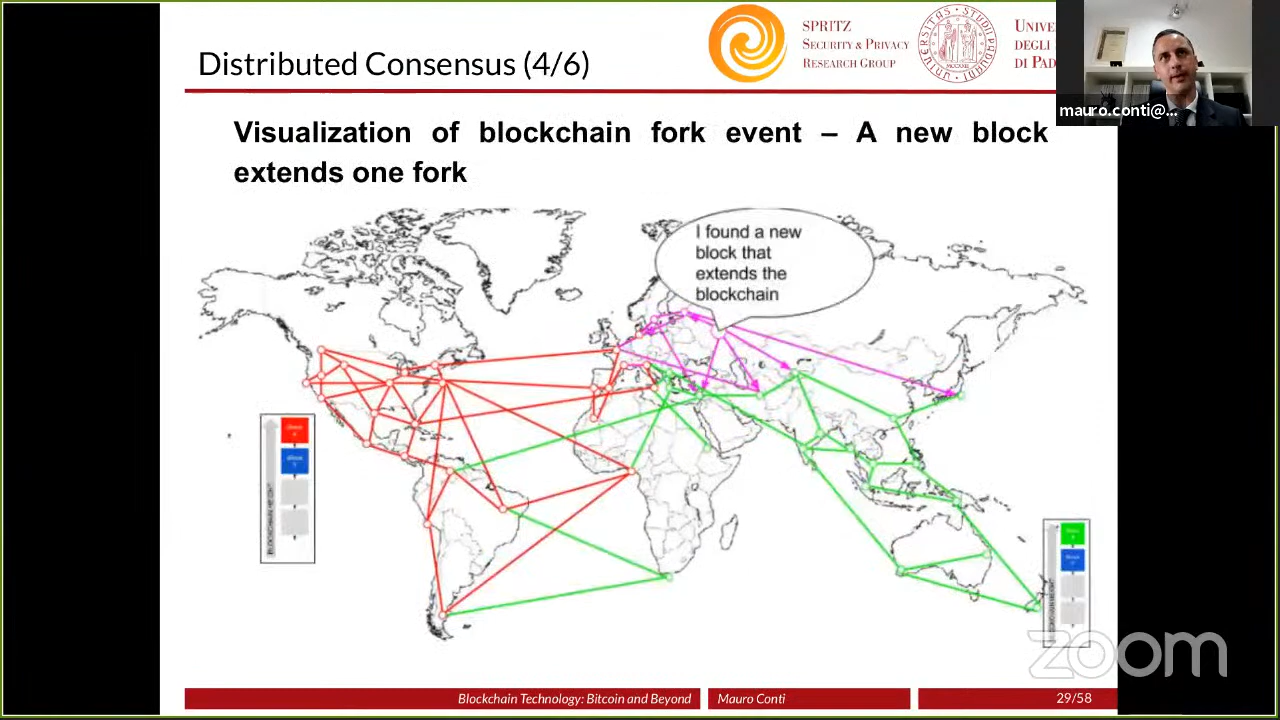 Distributed Consensus (4/6)
SPRITZ
SECURITY & PRIVACY
RESEARCH GROUP
UNIVE
DEGLI
DI PAD
mauro.conti@...
Visualization of blockchain fork event – A new block
extends one fork
I found a new
block that
extends the
blockchain
zoom
Blockchain Technology: Bitcoin and Beyond
Mauro Conti
29/58